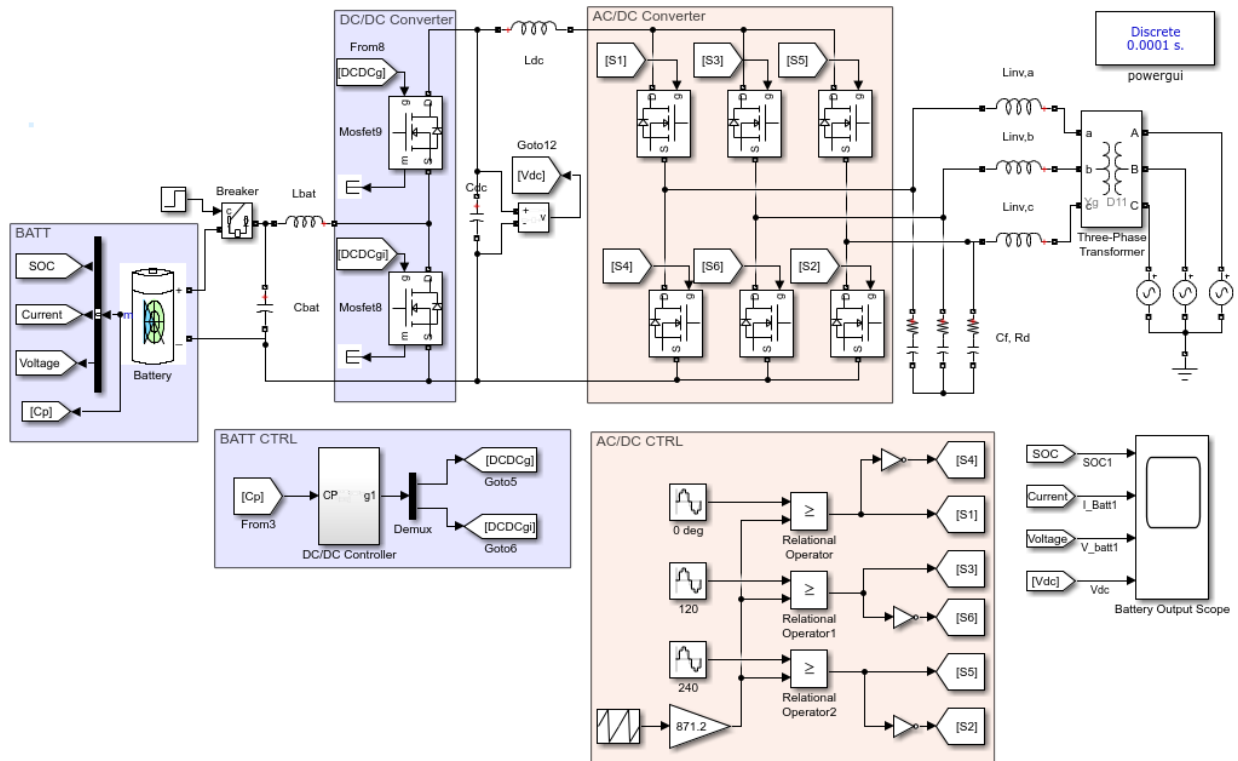 DC/DC Converter
From8
[DCDCg]
g
D
Mosfet9
m
S
[DCDCgi]
g
D
Mosfet8
m
S
Ldc
Goto12
[Vdc]
Cdc
+
-
v
AC/DC Converter
[S1]
[S3]
[S5]
D
g
D
g
D
g
S
S
S
[S4]
[S6]
[S2]
D
g
D
g
D
g
S
S
S
Discrete
0.0001 s.
powergui
Linv,a
Linv,b
Linv,c
a
b
c
A
B
C
Yg
D11
Three-Phase
Transformer
+
+
+
Cf, Rd
Breaker
c
Lbat
Cbat
BATT
SOC
Current
Voltage
[Cp]
m
+
_
Battery
BATT CTRL
[Cp]
From3
CP
g1
DC/DC Controller
Demux
[DCDCg]
Goto5
[DCDCgi]
Goto6
AC/DC CTRL
0 deg
≥
Relational
Operator
[S4]
[S1]
120
≥
Relational
Operator1
[S3]
[S6]
240
≥
Relational
Operator2
[S5]
[S2]
871.2
SOC
SOC1
Current
I_Batt1
Voltage
V_batt1
[Vdc]
Vdc
Battery Output Scope